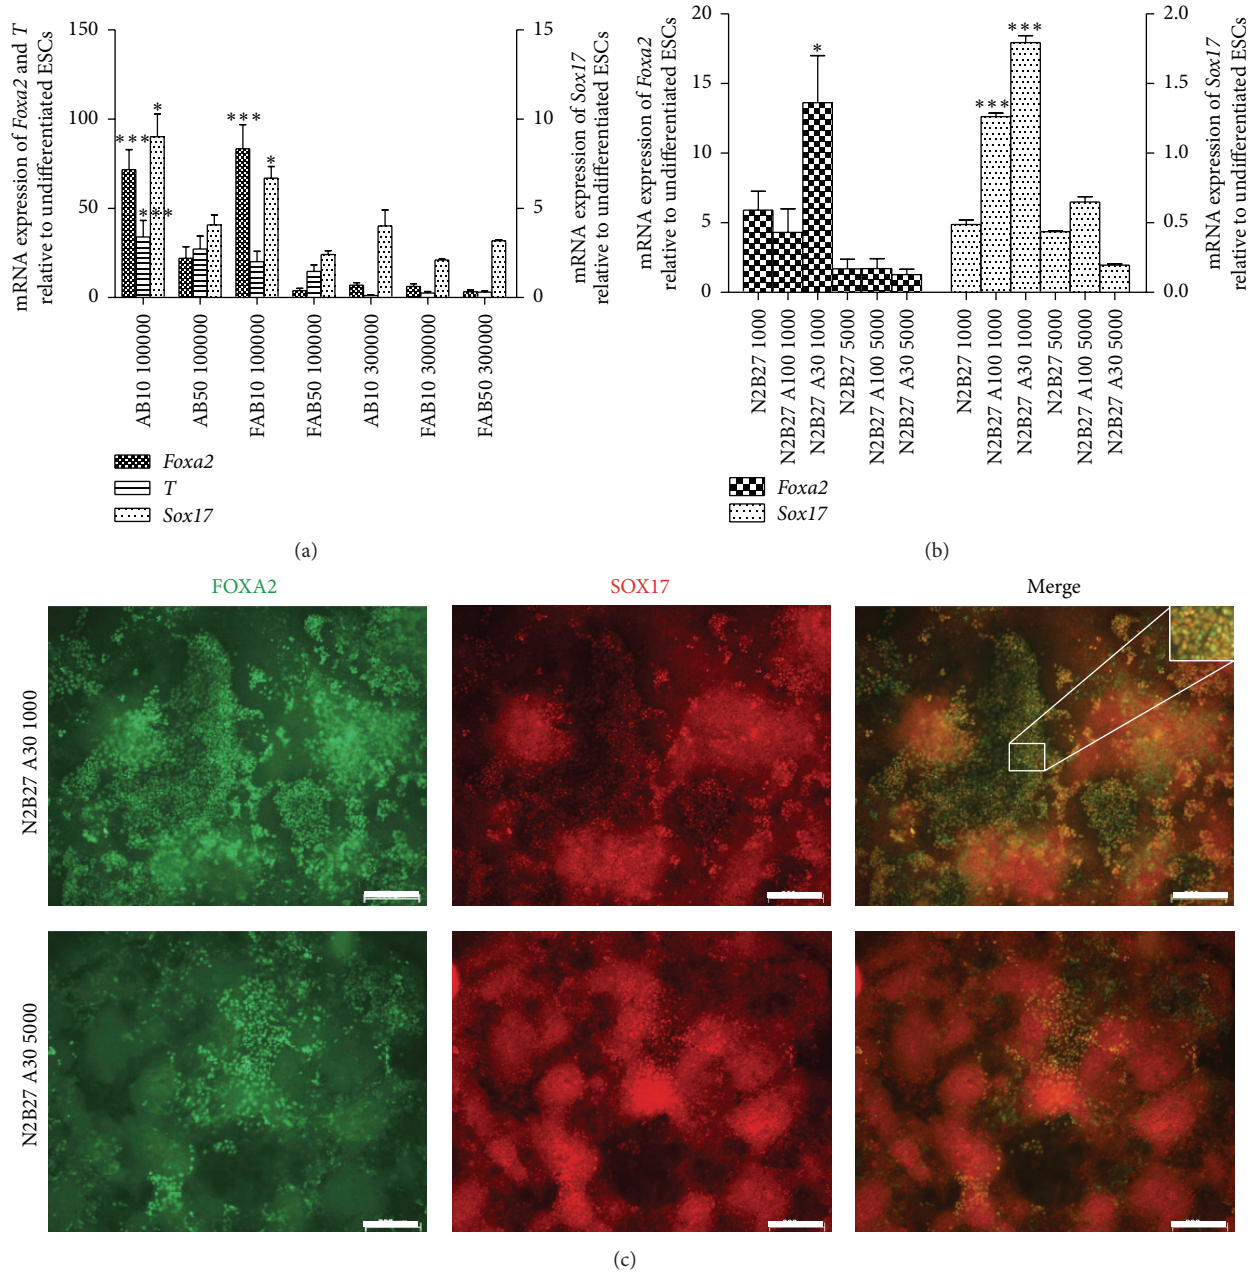 mRNA expression of Foxa2 and T
relative to undifferentiated ESCs
150
100
50
0
***
***
*
***
*
15
10
5
0
mRNA expression of Sox17
relative to undifferentiated ESCs
AB10 100000
AB50 100000
FAB10 100000
FAB50 100000
AB10 300000
FAB10 300000
FAB50 300000
Foxa2
T
Sox17
(a)
mRNA expression of Foxa2
relative to undifferentiated ESCs
20
15
10
5
0
*
***
***
2.0
1.5
1.0
0.5
0.0
mRNA expression of Sox17
relative to undifferentiated ESCs
N2B27 1000
N2B27 A100 1000
N2B27 A30 1000
N2B27 5000
N2B27 A100 5000
N2B27 A30 5000
N2B27 1000
N2B27 A100 1000
N2B27 A30 1000
N2B27 5000
N2B27 A100 5000
N2B27 A30 5000
Foxa2
Sox17
(b)
FOXA2
SOX17
Merge
N2B27 A30 1000
N2B27 A30 5000
(c)